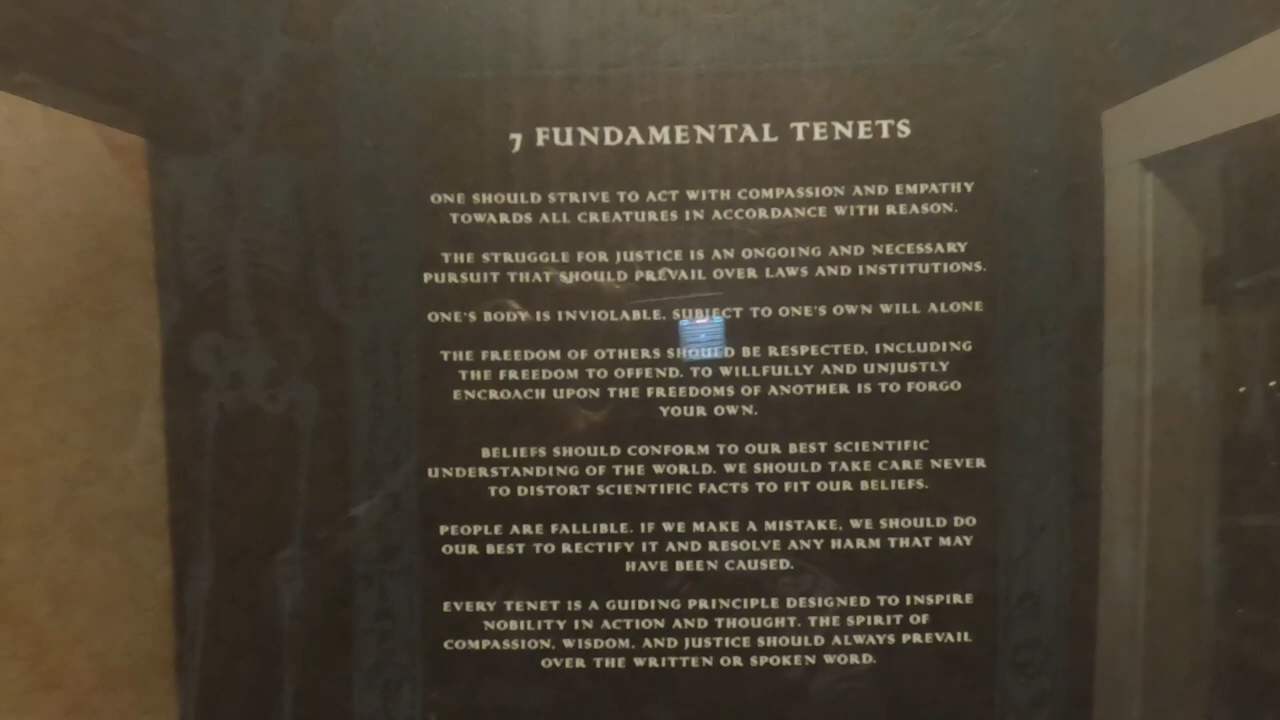 7 FUNDAMENTAL TENETS
ONE SHOULD STRIVE TO ACT WITH COMPASSION AND EMPATHY
TOWARDS ALL CREATURES IN ACCORDANCE WITH REASON.
THE STRUGGLE FOR JUSTICE IS AN ONGOING AND NECESSARY
PURSUIT THAT SHOULD PREVAIL OVER LAWS AND INSTITUTIONS.
ONE'S BODY IS INVIOLABLE, SUBJECT TO ONE'S OWN WILL ALONE
THE FREEDOM OF OTHERS SHOULD BE RESPECTED, INCLUDING
THE FREEDOM TO OFFEND. TO WILLFULLY AND UNJUSTLY
ENCROACH UPON THE FREEDOMS OF ANOTHER IS TO FORGO
YOUR OWN.
BELIEFS SHOULD CONFORM TO OUR BEST SCIENTIFIC
UNDERSTANDING OF THE WORLD. WE SHOULD TAKE CARE NEVER
TO DISTORT SCIENTIFIC FACTS TO FIT OUR BELIEFS.
PEOPLE ARE FALLIBLE. IF WE MAKE A MISTAKE, WE SHOULD DO
OUR BEST TO RECTIFY IT AND RESOLVE ANY HARM THAT MAY
HAVE BEEN CAUSED.
EVERY TENET IS A GUIDING PRINCIPLE DESIGNED TO INSPIRE
NOBILITY IN ACTION AND THOUGHT. THE SPIRIT OF
COMPASSION, WISDOM, AND JUSTICE SHOULD ALWAYS PREVAIL
OVER THE WRITTEN OR SPOKEN WORD.